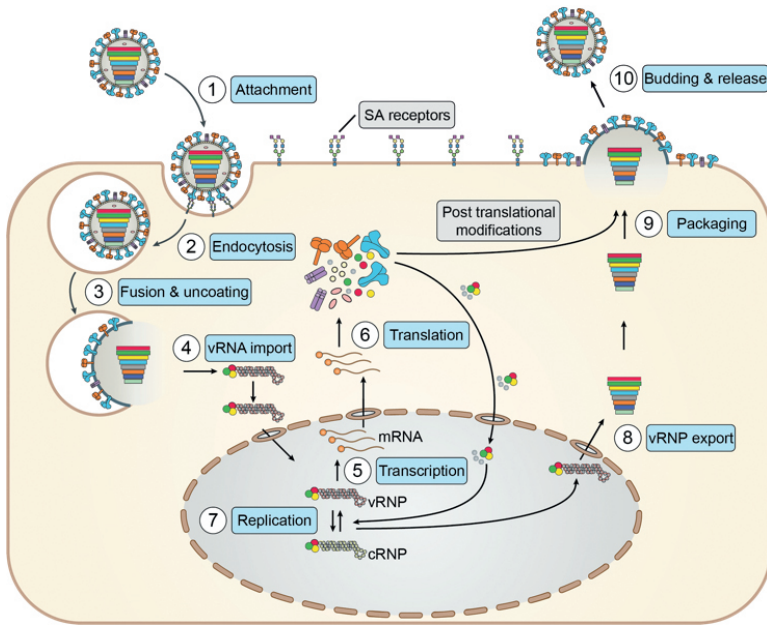 1 Attachment
SA receptors
10 Budding & release
2 Endocytosis
3 Fusion & uncoating
4 vRNA import
5 Transcription
mRNA
vRNP
6 Translation
7 Replication
cRNP
8 vRNP export
Post translational
modifications
9 Packaging